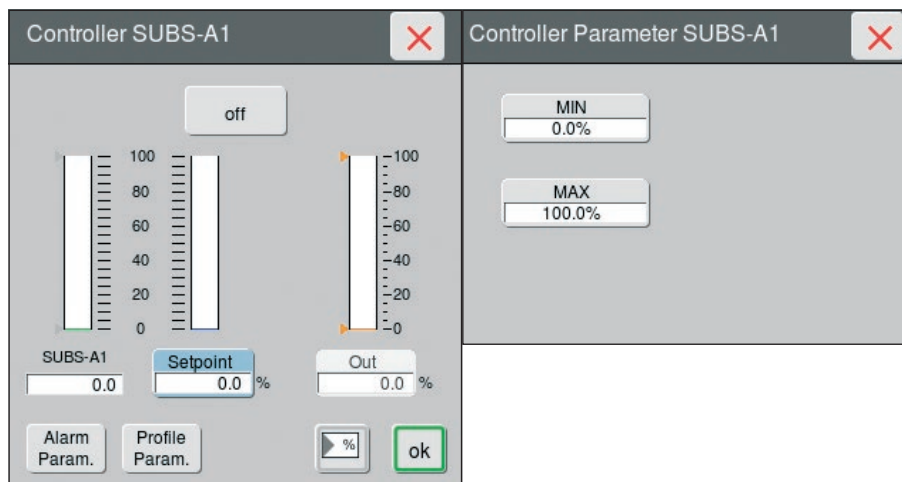 Controller SUBS-A1
off
100
80
60
40
20
0
100
80
60
40
20
0
SUBS-A1
0.0
Setpoint
0.0 %
Out
0.0 %
Alarm
Param.
Profile
Param.
%
ok
Controller Parameter SUBS-A1
MIN
0.0%
MAX
100.0%